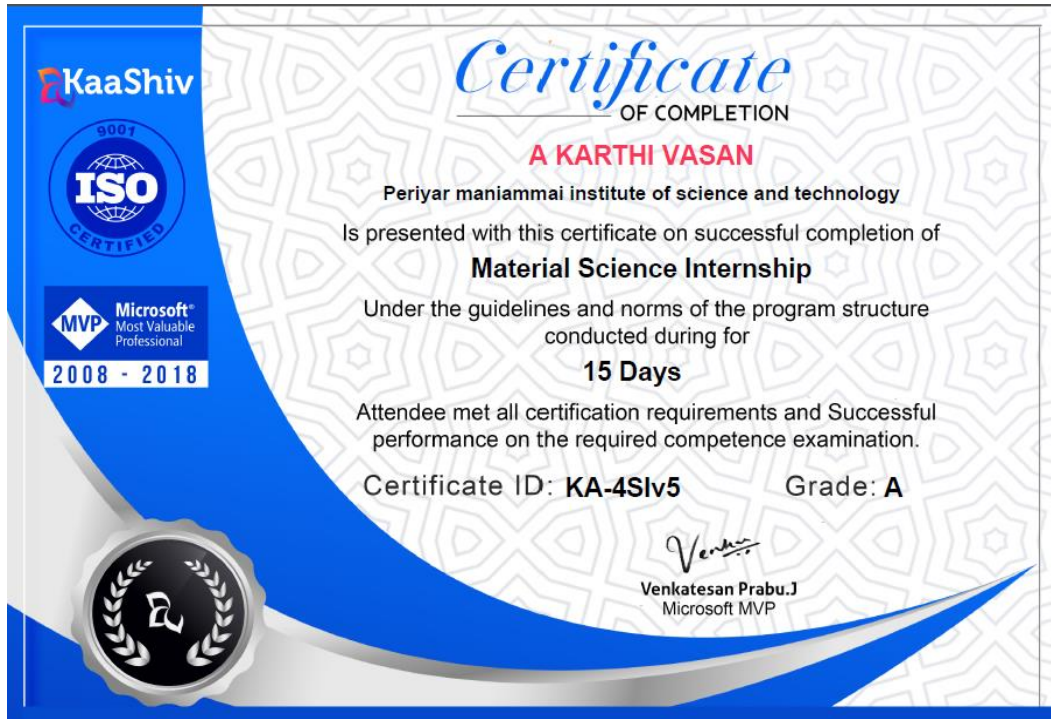 KaaShiv
9001
ISO
CERTIFIED
Microsoft®
MVP
Most Valuable
Professional
2008 - 2018
Certificate
OF COMPLETION
A KARTHI VASAN
Periyar maniammai institute of science and technology
Is presented with this certificate on successful completion of
Material Science Internship
Under the guidelines and norms of the program structure
conducted during for
15 Days
Attendee met all certification requirements and Successful
performance on the required competence examination.
Certificate ID: KA-4SIv5 Grade: A
Venku
Venkatesan Prabu.J
Microsoft MVP